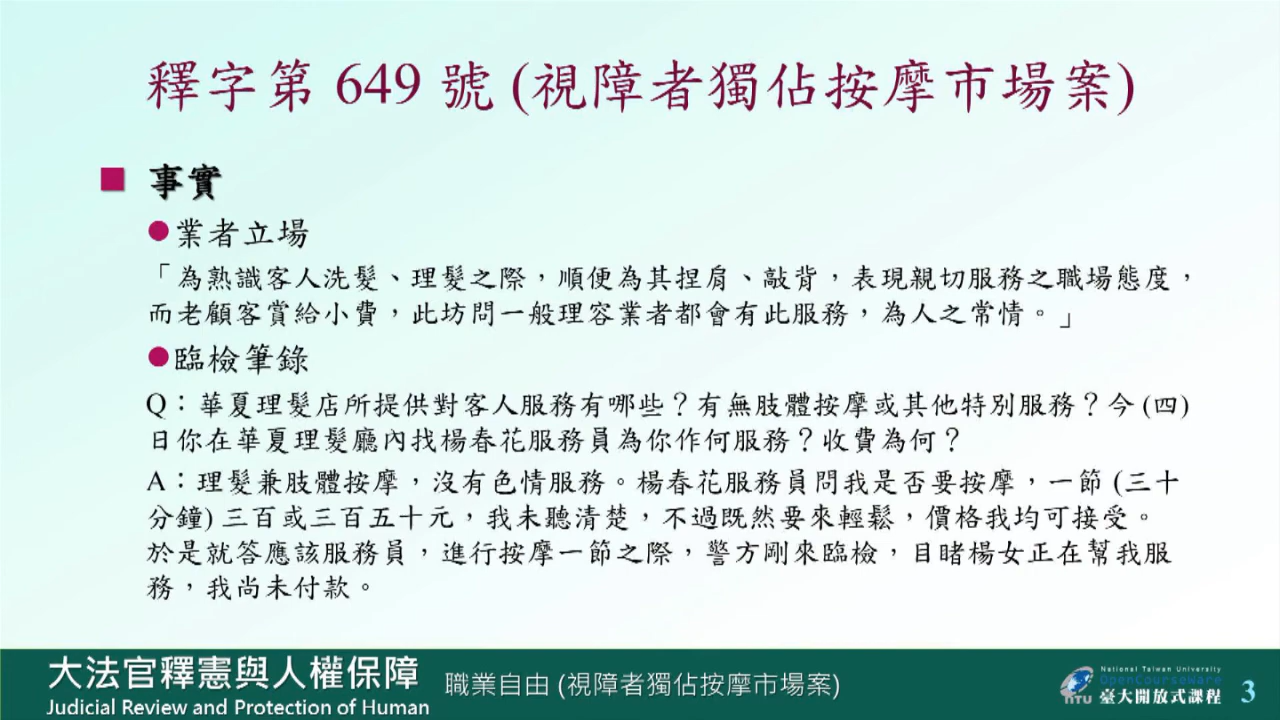 釋字第 649 號 (視障者獨佔按摩市場案)
事實
業者立場
「為熟識客人洗髮、理髮之際，順便為其捏肩、敲背，表現親切服務之職場態度，
而老顧客賞給小費，此坊問一般理容業者都會有此服務，為人之常情。」
臨檢筆錄
Q：華夏理髮店所提供對客人服務有哪些？有無肢體按摩或其他特別服務？今 (四)
日你在華夏理髮廳內找楊春花服務員為你作何服務？收費為何？
A：理髮兼肢體按摩，沒有色情服務。楊春花服務員問我是否要按摩，一節 (三十
分鐘) 三百或三百五十元，我未聽清楚，不過既然要來輕鬆，價格我均可接受。
於是就答應該服務員，進行按摩一節之際，警方剛來臨檢，目睹楊女正在幫我服
務，我尚未付款。
大法官釋憲與人權保障
Judicial Review and Protection of Human
職業自由 (視障者獨佔按摩市場案)
National Taiwan University
OpenCourseWare
NTU 臺大開放式課程
3